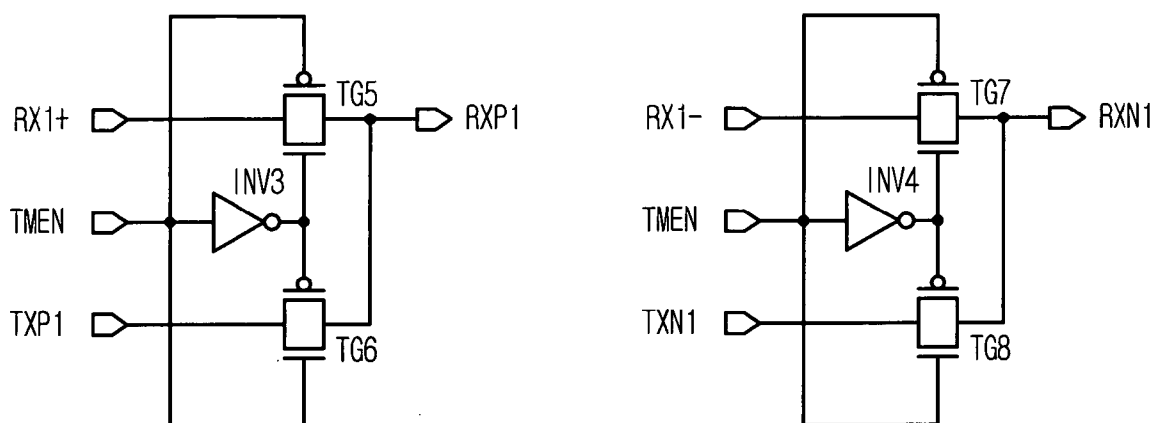 TG5
RX1+
RXP1
INV3
TMEN
TXP1
TG6
TG7
RX1-
RXN1
INV4
TMEN
TXN1
TG8